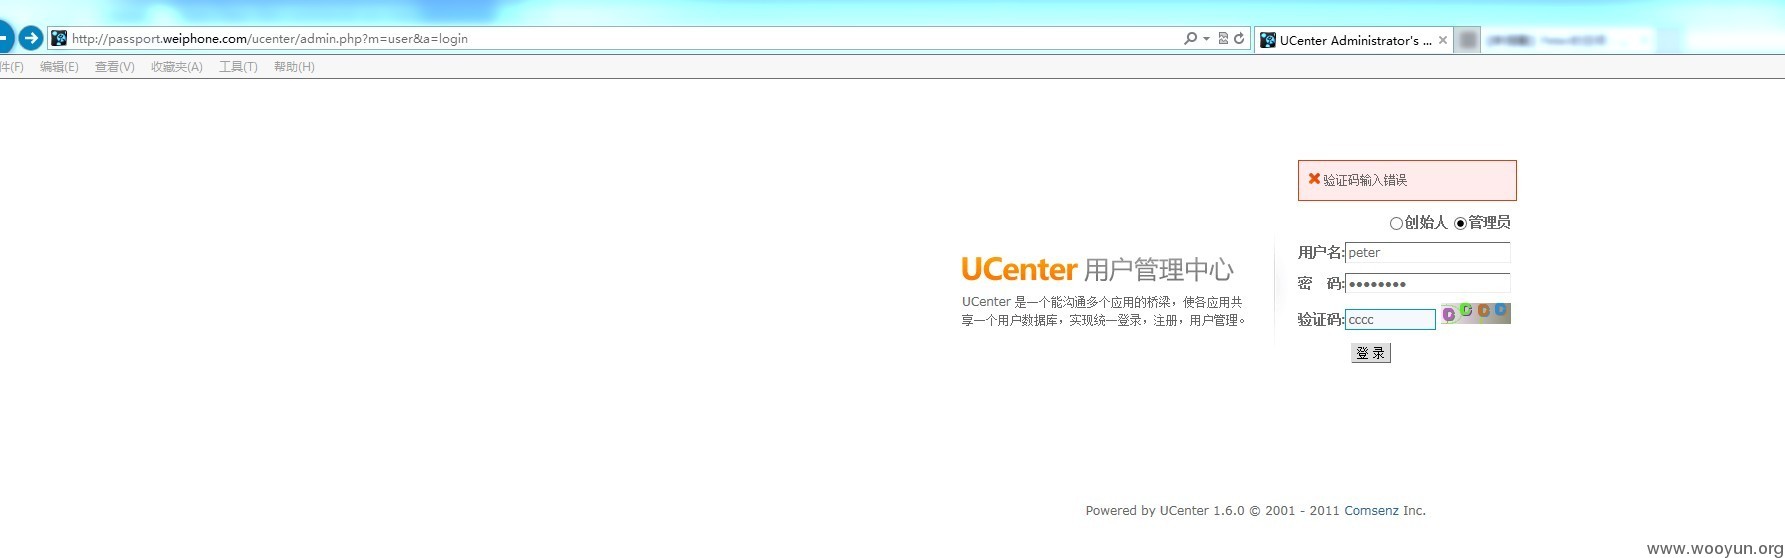 http://passport.weiphone.com/ucenter/admin.php?m=user&a=login
UCenter Administrator's ...
件(F) 编辑(E) 查看(V) 收藏夹(A) 工具(T) 帮助(H)
验证码输入错误
创始人 管理员
用户名: peter
密 码: ••••••••
验证码: cccc
登 录
UCenter 用户管理中心
UCenter 是一个能沟通多个应用的桥梁，使各应用共
享一个用户数据库，实现统一登录，注册，用户管理。
Powered by UCenter 1.6.0 © 2001 - 2011 Comsenz Inc.
www.wooyun.org